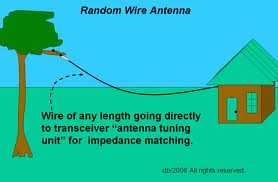 Random Wire Antenna
Wire of any length going directly
to transceiver “antenna tuning
unit” for impedance matching.
db/2006 All rights reserved.